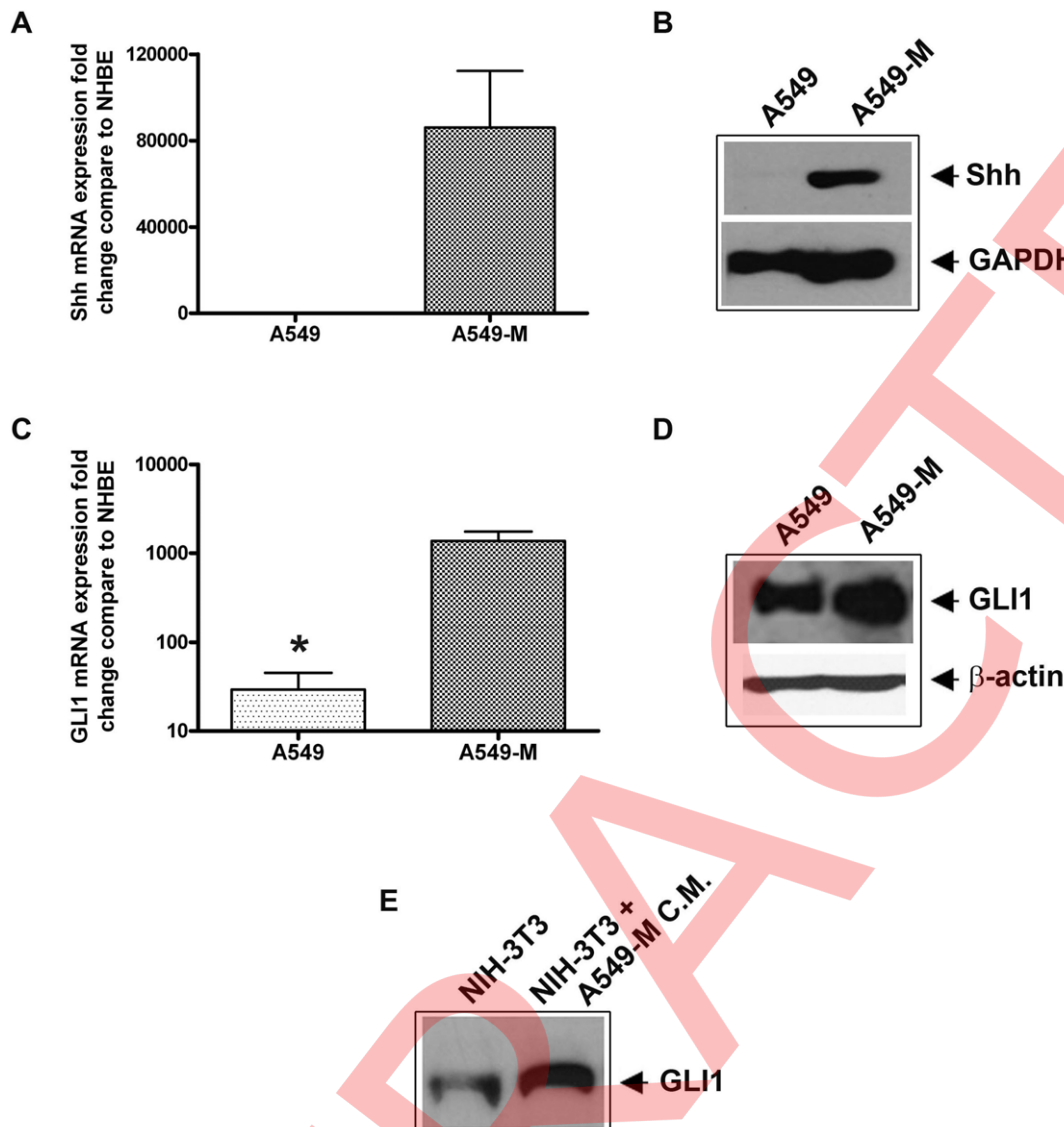 A
Shh mRNA expression fold
change compare to NHBE
120000
80000
40000
0
A549
A549-M
B
A549
A549-M
Shh
GAPDH
C
GLI1 mRNA expression fold
change compare to NHBE
10000
1000
100
10
*
A549
A549-M
D
A549
A549-M
GLI1
β-actin
E
NIH-3T3
NIH-3T3 +
A549-M C.M.
GLI1
RACTE